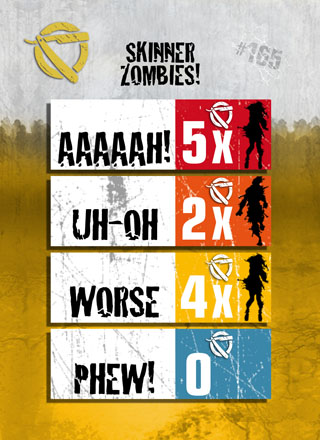 SKINNER
ZOMBIES!
#165
AAAAAH! 5X
UH-OH 2X
WORSE 4X
PHEW! 0